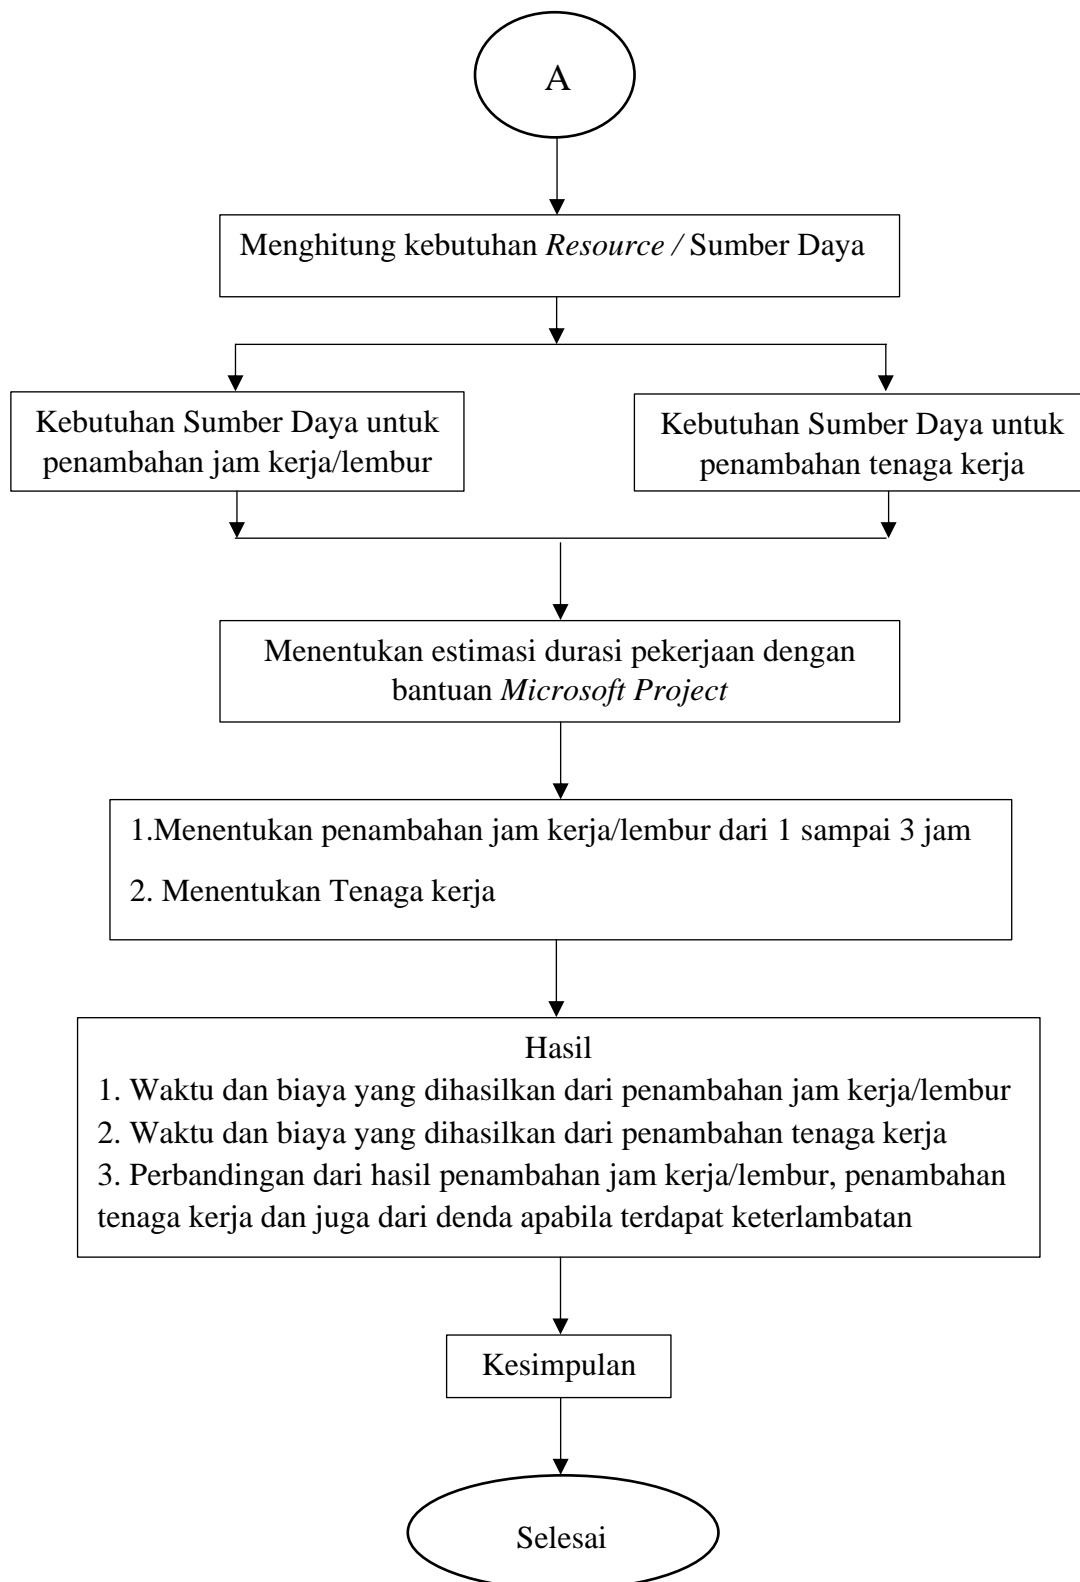 A
Menghitung kebutuhan Resource / Sumber Daya
Kebutuhan Sumber Daya untuk
penambahan jam kerja/lembur
Kebutuhan Sumber Daya untuk
penambahan tenaga kerja
Menentukan estimasi durasi pekerjaan dengan
bantuan Microsoft Project
1.Menentukan penambahan jam kerja/lembur dari 1 sampai 3 jam
2. Menentukan Tenaga kerja
Hasil
1. Waktu dan biaya yang dihasilkan dari penambahan jam kerja/lembur
2. Waktu dan biaya yang dihasilkan dari penambahan tenaga kerja
3. Perbandingan dari hasil penambahan jam kerja/lembur, penambahan
tenaga kerja dan juga dari denda apabila terdapat keterlambatan
Kesimpulan
Selesai